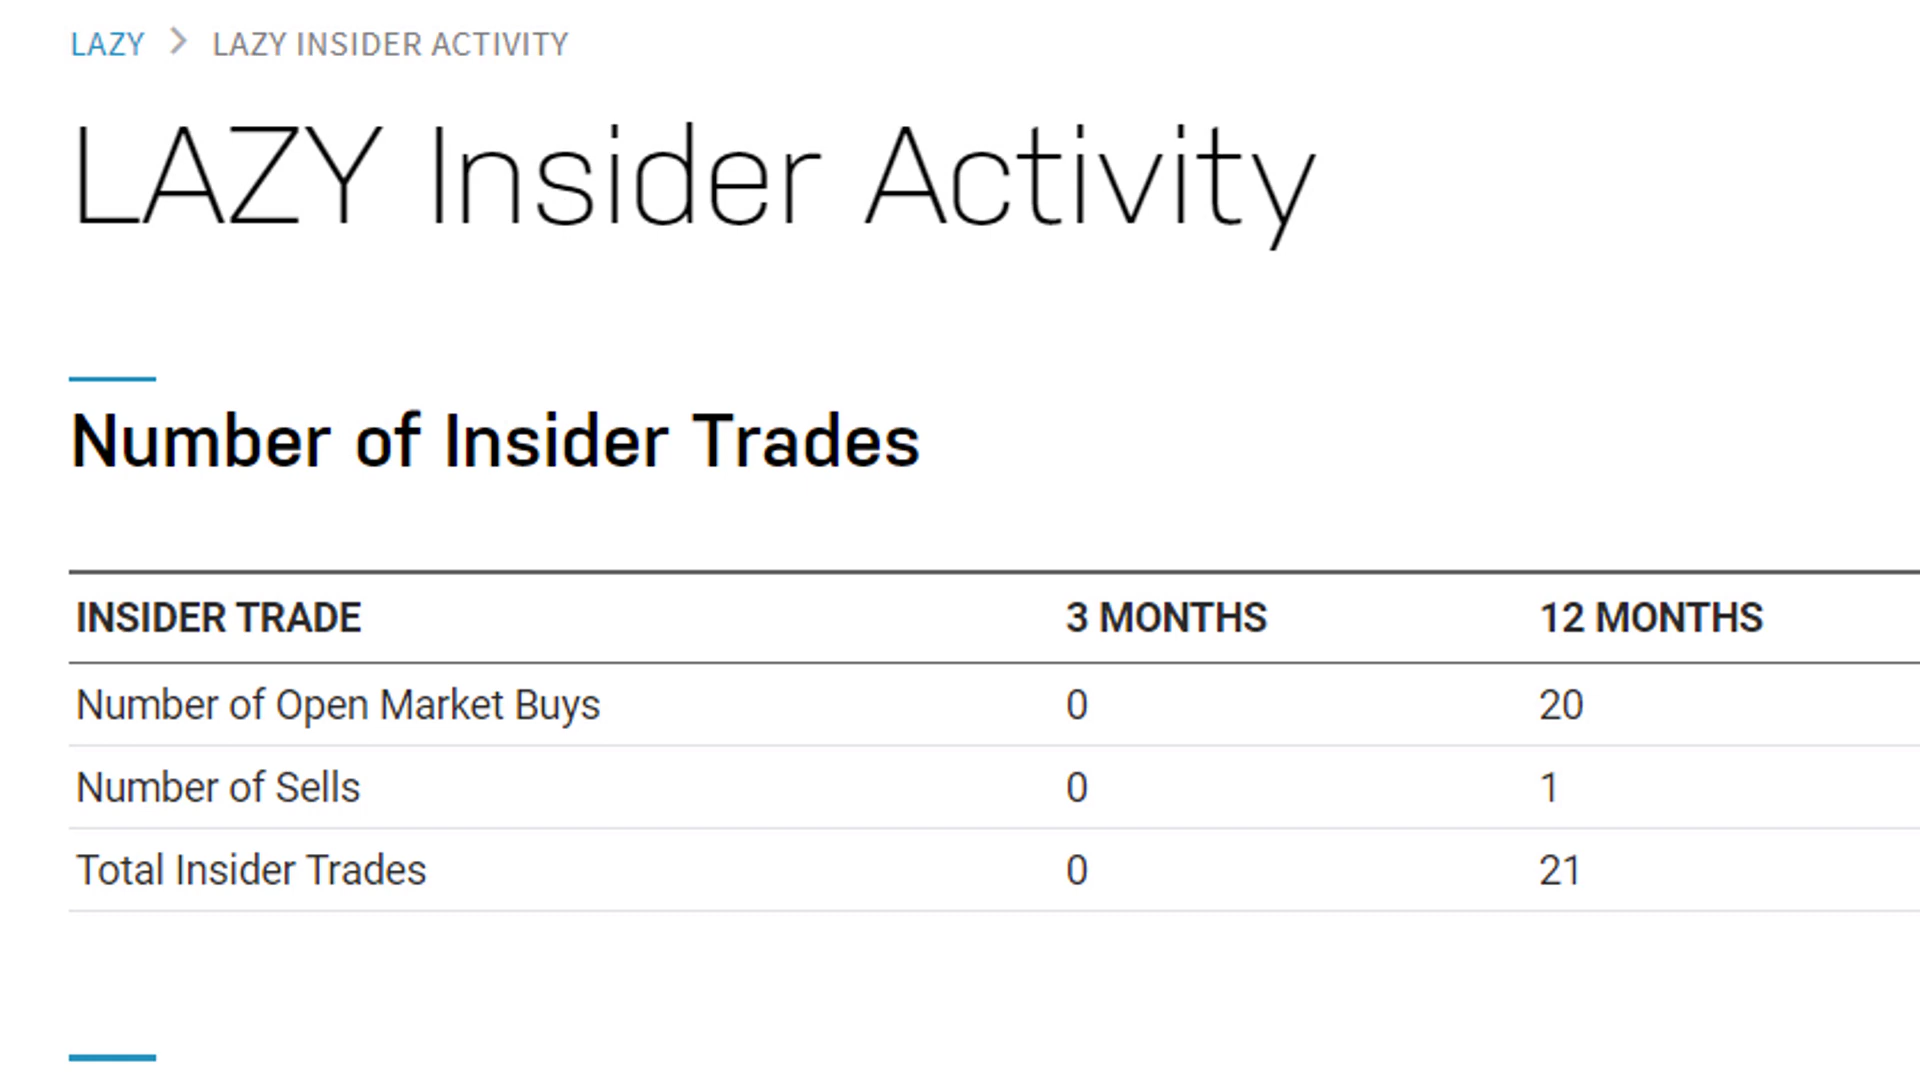 LAZY > LAZY INSIDER ACTIVITY
LAZY Insider Activity
Number of Insider Trades
INSIDER TRADE 3 MONTHS 12 MONTHS
Number of Open Market Buys 0 20
Number of Sells 0 1
Total Insider Trades 0 21